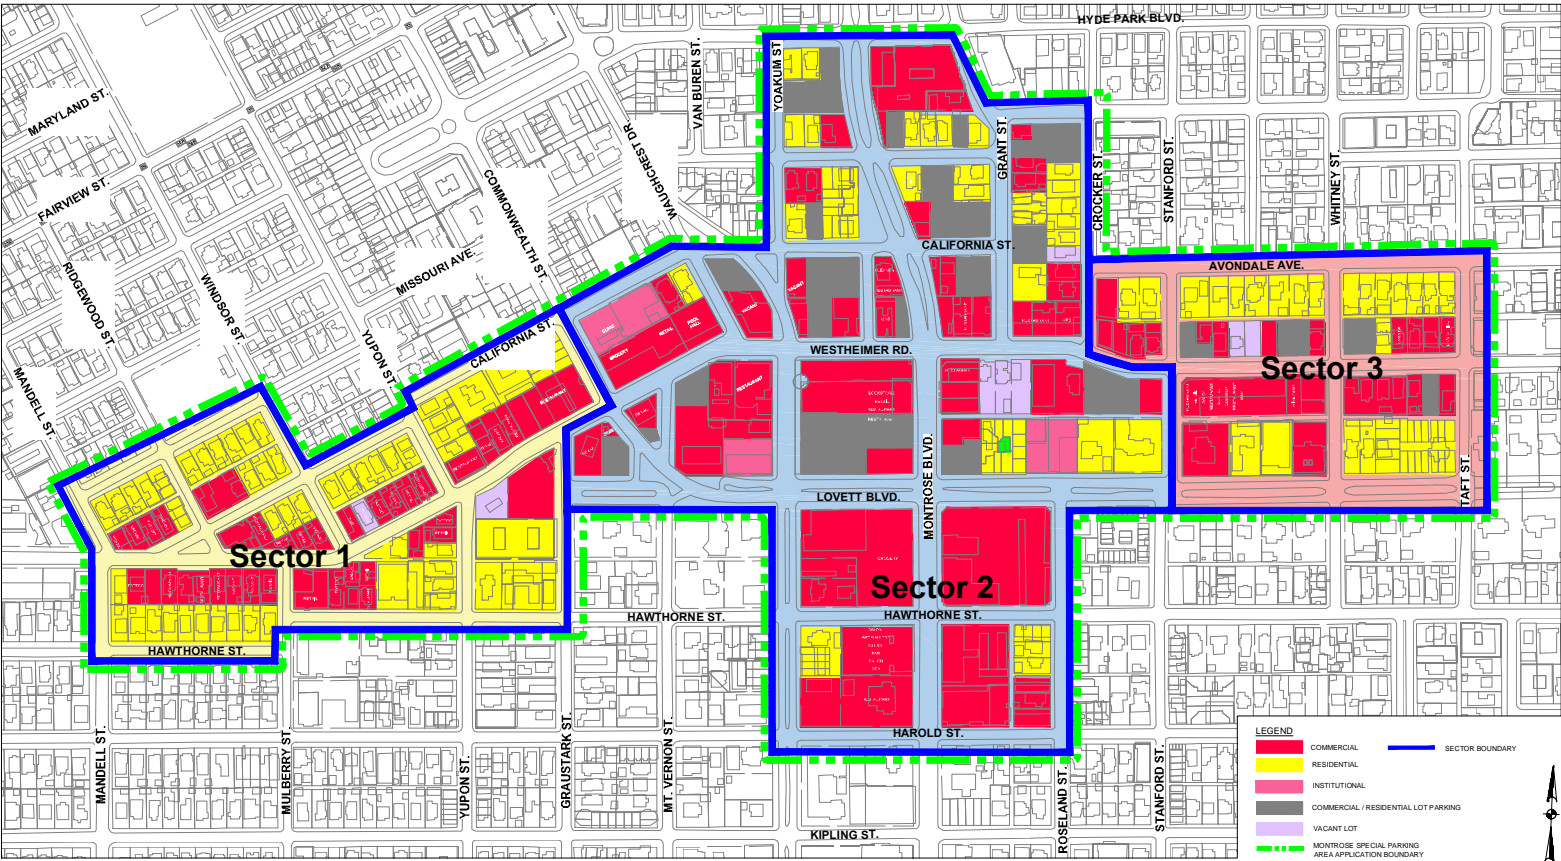 HYDE PARK BLVD.
MARYLAND ST.
FAIRVIEW ST.
RIDGEWOOD ST.
WINDSOR ST.
MANDELL ST.
YUPON ST.
MISSOURI AVE.
COMMONWEALTH ST.
CALIFORNIA ST.
WAUGHCREST DR.
VAN BUREN ST.
YOAKUM ST
GRANT ST.
CROCKER ST.
STANFORD ST.
WHITNEY ST.
CALIFORNIA ST.
AVONDALE AVE.
WESTHEIMER RD.
GROCERY
RETAIL
VACANT
VACANT
RESTAURANT
RESTAURANT
Sector 3
MONTROSE BLVD.
LOVETT BLVD.
TAFT ST.
Sector 1
Sector 2
HAWTHORNE ST.
HAWTHORNE ST.
HAWTHORNE ST.
HAROLD ST.
MANDELL ST.
MULBERRY ST.
YUPON ST.
GRAUSTARK ST.
MT. VERNON ST.
ROSELAND ST.
STANFORD ST.
KIPLING ST.
LEGEND
COMMERCIAL
SECTOR BOUNDARY
RESIDENTIAL
INSTITUTIONAL
COMMERCIAL / RESIDENTIAL LOT PARKING
VACANT LOT
MONTROSE SPECIAL PARKING
AREA APPLICATION BOUNDARY